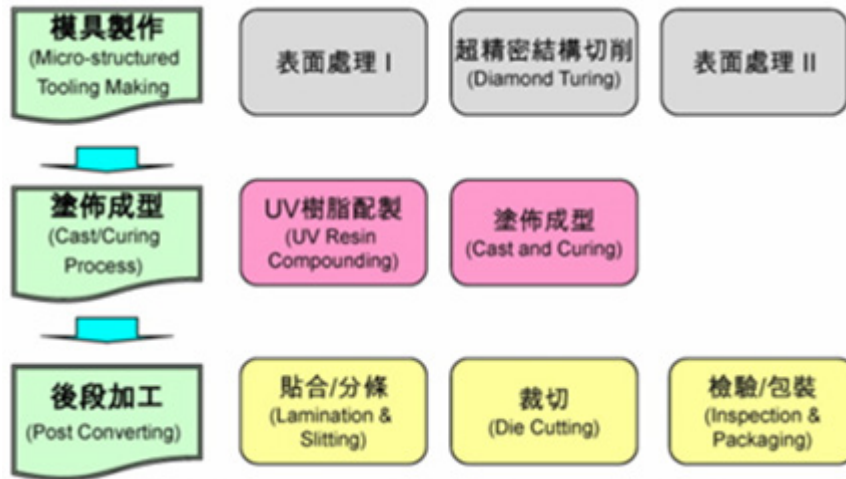 模具製作
(Micro-structured
Tooling Making
表面處理 I
超精密結構切削
(Diamond Turing)
表面處理 II
塗佈成型
(Cast/Curing
Process)
UV樹脂配製
(UV Resin
Compounding)
塗佈成型
(Cast and Curing)
後段加工
(Post Converting)
貼合/分條
(Lamination &
Slitting)
裁切
(Die Cutting)
檢驗/包裝
(Inspection &
Packaging)